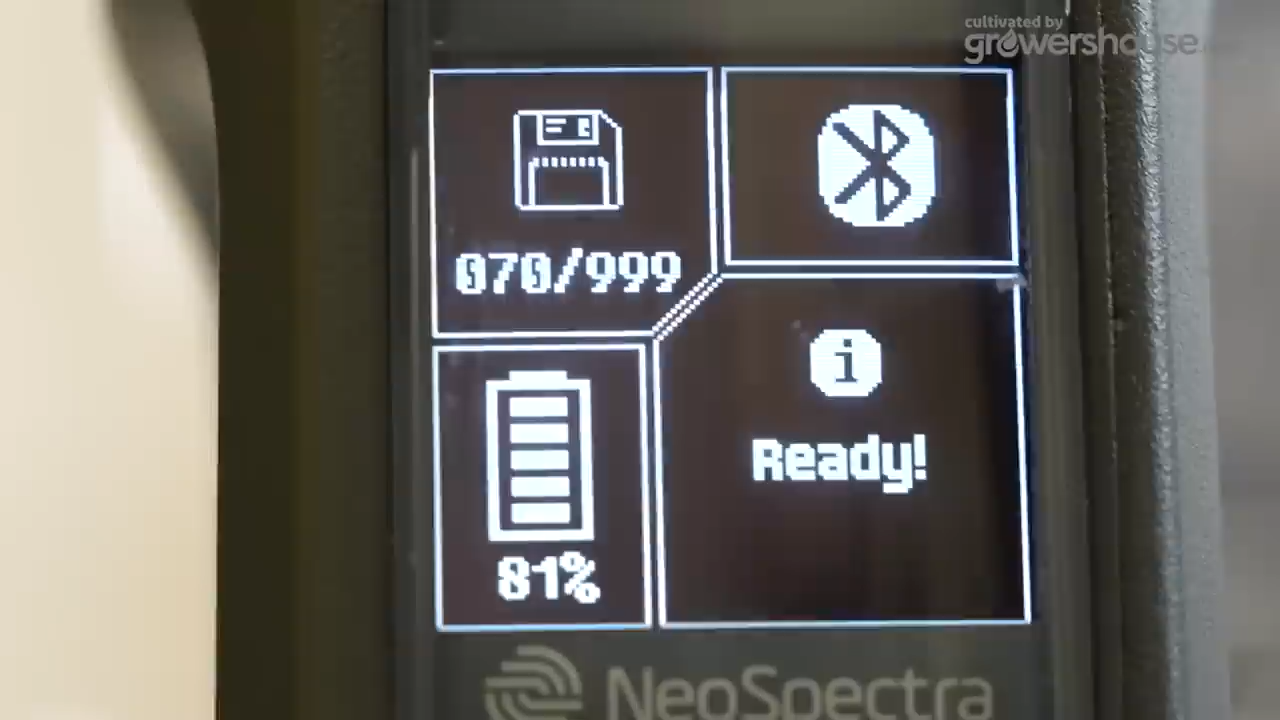 cultivated by
growershouse
070/999
i
Ready!
81%
NeoSpectra